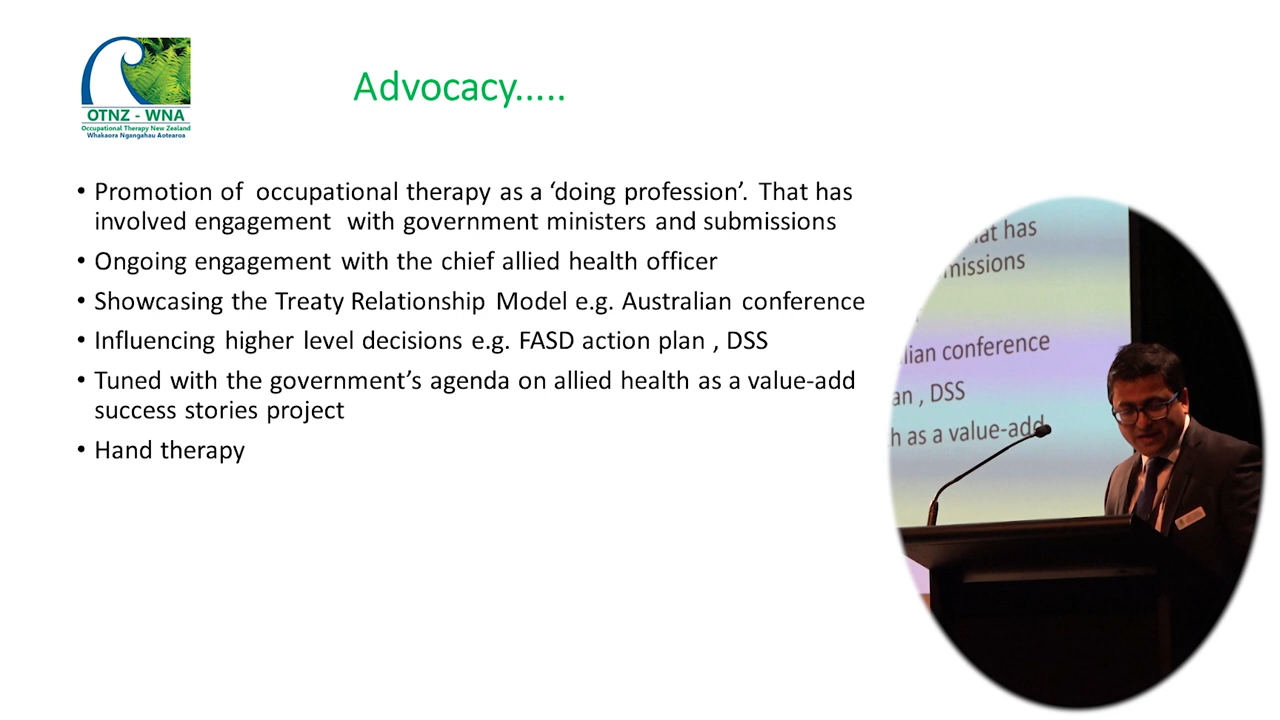 OTNZ - WNA
Occupational Therapy New Zealand
Whakaora Ngangahau Aotearoa
Advocacy.....
• Promotion of occupational therapy as a ‘doing profession’. That has
involved engagement with government ministers and submissions
• Ongoing engagement with the chief allied health officer
• Showcasing the Treaty Relationship Model e.g. Australian conference
• Influencing higher level decisions e.g. FASD action plan , DSS
• Tuned with the government’s agenda on allied health as a value-add
success stories project
• Hand therapy
at has
missions
lian conference
an , DSS
h as a value-add